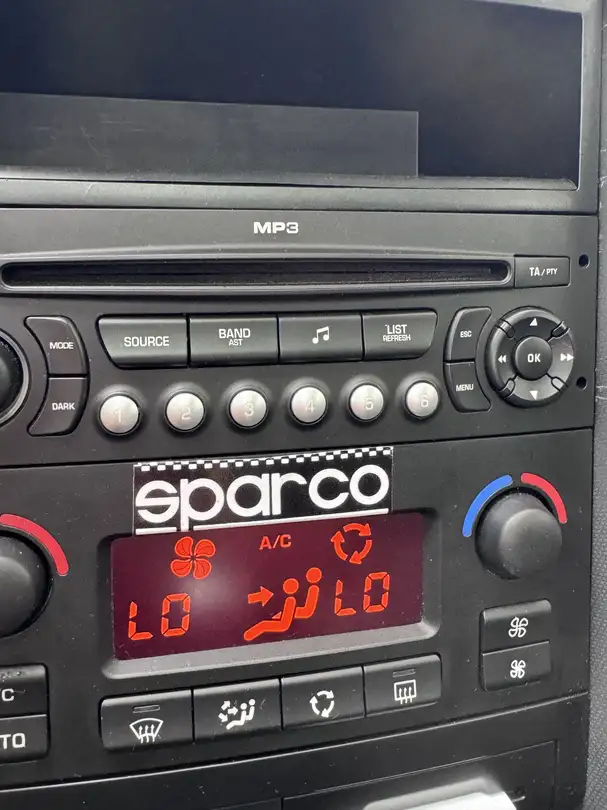 MP3
TA/PTY
MODE
SOURCE
BAND
AST
LIST
REFRESH
ESC
OK
DARK
1 2 3 4 5 6
MENU
sparco
A/C
LO LO